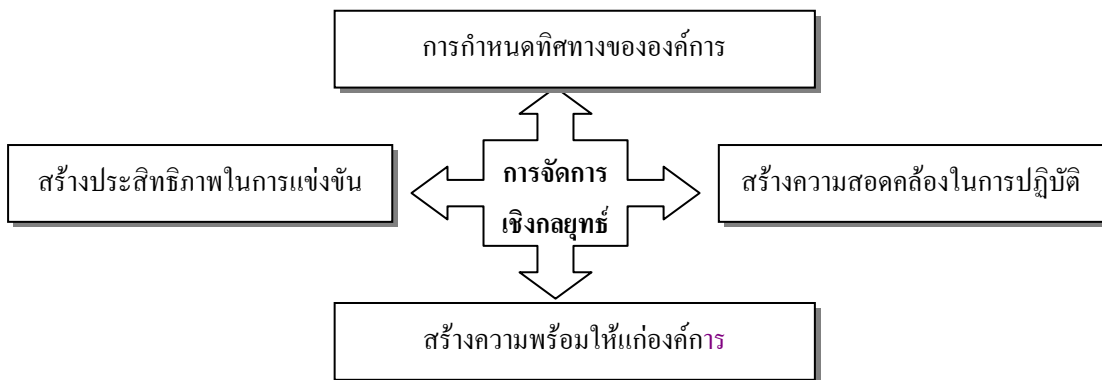 การกำหนดทิศทางขององค์การ
สร้างประสิทธิภาพในการแข่งขัน
การจัดการ
เชิงกลยุทธ์
สร้างความสอดคล้องในการปฏิบัติ
สร้างความพร้อมให้แก่องค์การ